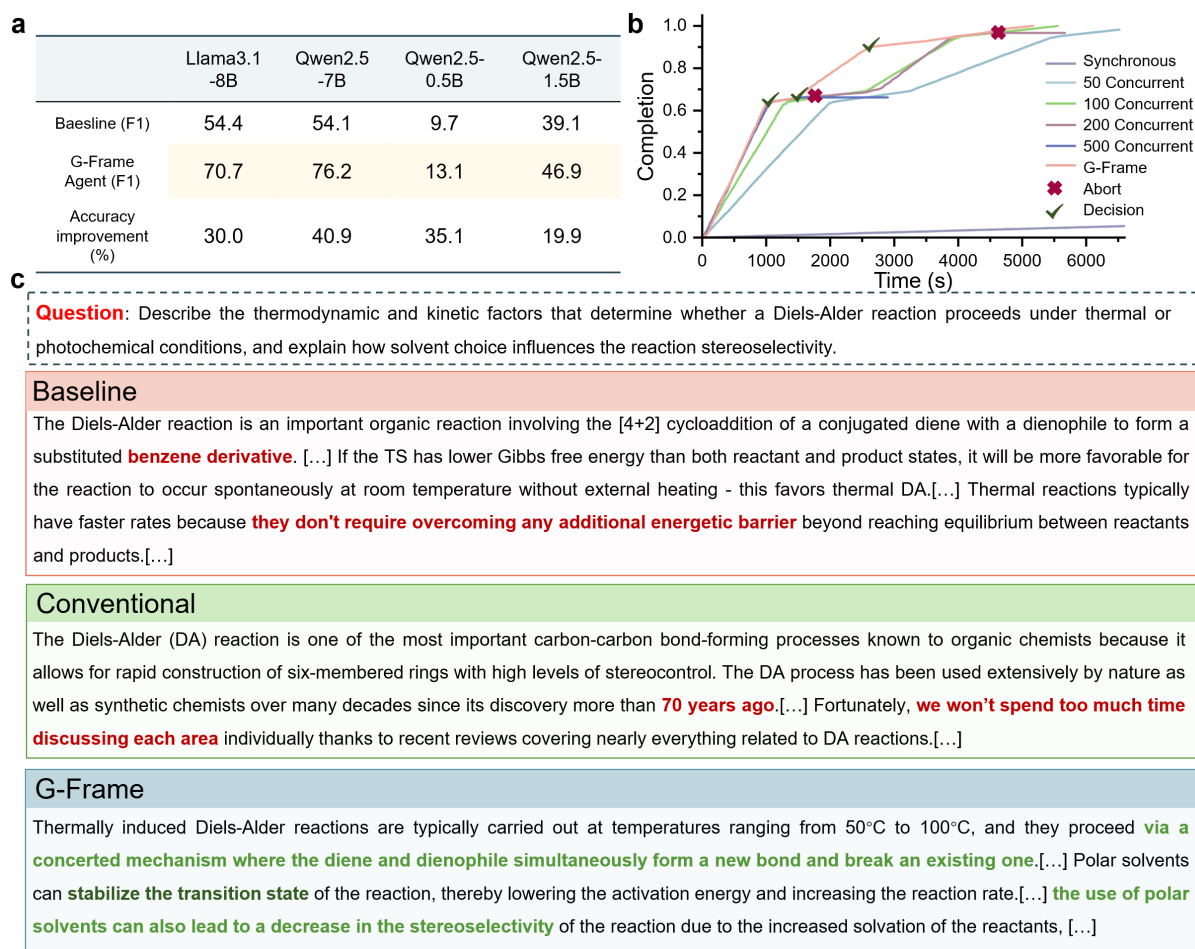 a
Llama3.1 Qwen2.5 Qwen2.5- Qwen2.5-
-8B -7B 0.5B 1.5B
Baesline (F1) 54.4 54.1 9.7 39.1
G-Frame
Agent (F1) 70.7 76.2 13.1 46.9
Accuracy
improvement
(%) 30.0 40.9 35.1 19.9
b
Completion
1.0
0.8
0.6
0.4
0.2
0.0
0 1000 2000 3000 4000 5000 6000
Time (s)
Synchronous
50 Concurrent
100 Concurrent
200 Concurrent
500 Concurrent
G-Frame
Abort
Decision
c
Question: Describe the thermodynamic and kinetic factors that determine whether a Diels-Alder reaction proceeds under thermal or
photochemical conditions, and explain how solvent choice influences the reaction stereoselectivity.
Baseline
The Diels-Alder reaction is an important organic reaction involving the [4+2] cycloaddition of a conjugated diene with a dienophile to form a
substituted benzene derivative. […] If the TS has lower Gibbs free energy than both reactant and product states, it will be more favorable for
the reaction to occur spontaneously at room temperature without external heating - this favors thermal DA.[…] Thermal reactions typically
have faster rates because they don't require overcoming any additional energetic barrier beyond reaching equilibrium between reactants
and products.[…]
Conventional
The Diels-Alder (DA) reaction is one of the most important carbon-carbon bond-forming processes known to organic chemists because it
allows for rapid construction of six-membered rings with high levels of stereocontrol. The DA process has been used extensively by nature as
well as synthetic chemists over many decades since its discovery more than 70 years ago.[…] Fortunately, we won’t spend too much time
discussing each area individually thanks to recent reviews covering nearly everything related to DA reactions.[…]
G-Frame
Thermally induced Diels-Alder reactions are typically carried out at temperatures ranging from 50°C to 100°C, and they proceed via a
concerted mechanism where the diene and dienophile simultaneously form a new bond and break an existing one.[…] Polar solvents
can stabilize the transition state of the reaction, thereby lowering the activation energy and increasing the reaction rate.[…] the use of polar
solvents can also lead to a decrease in the stereoselectivity of the reaction due to the increased solvation of the reactants, […]